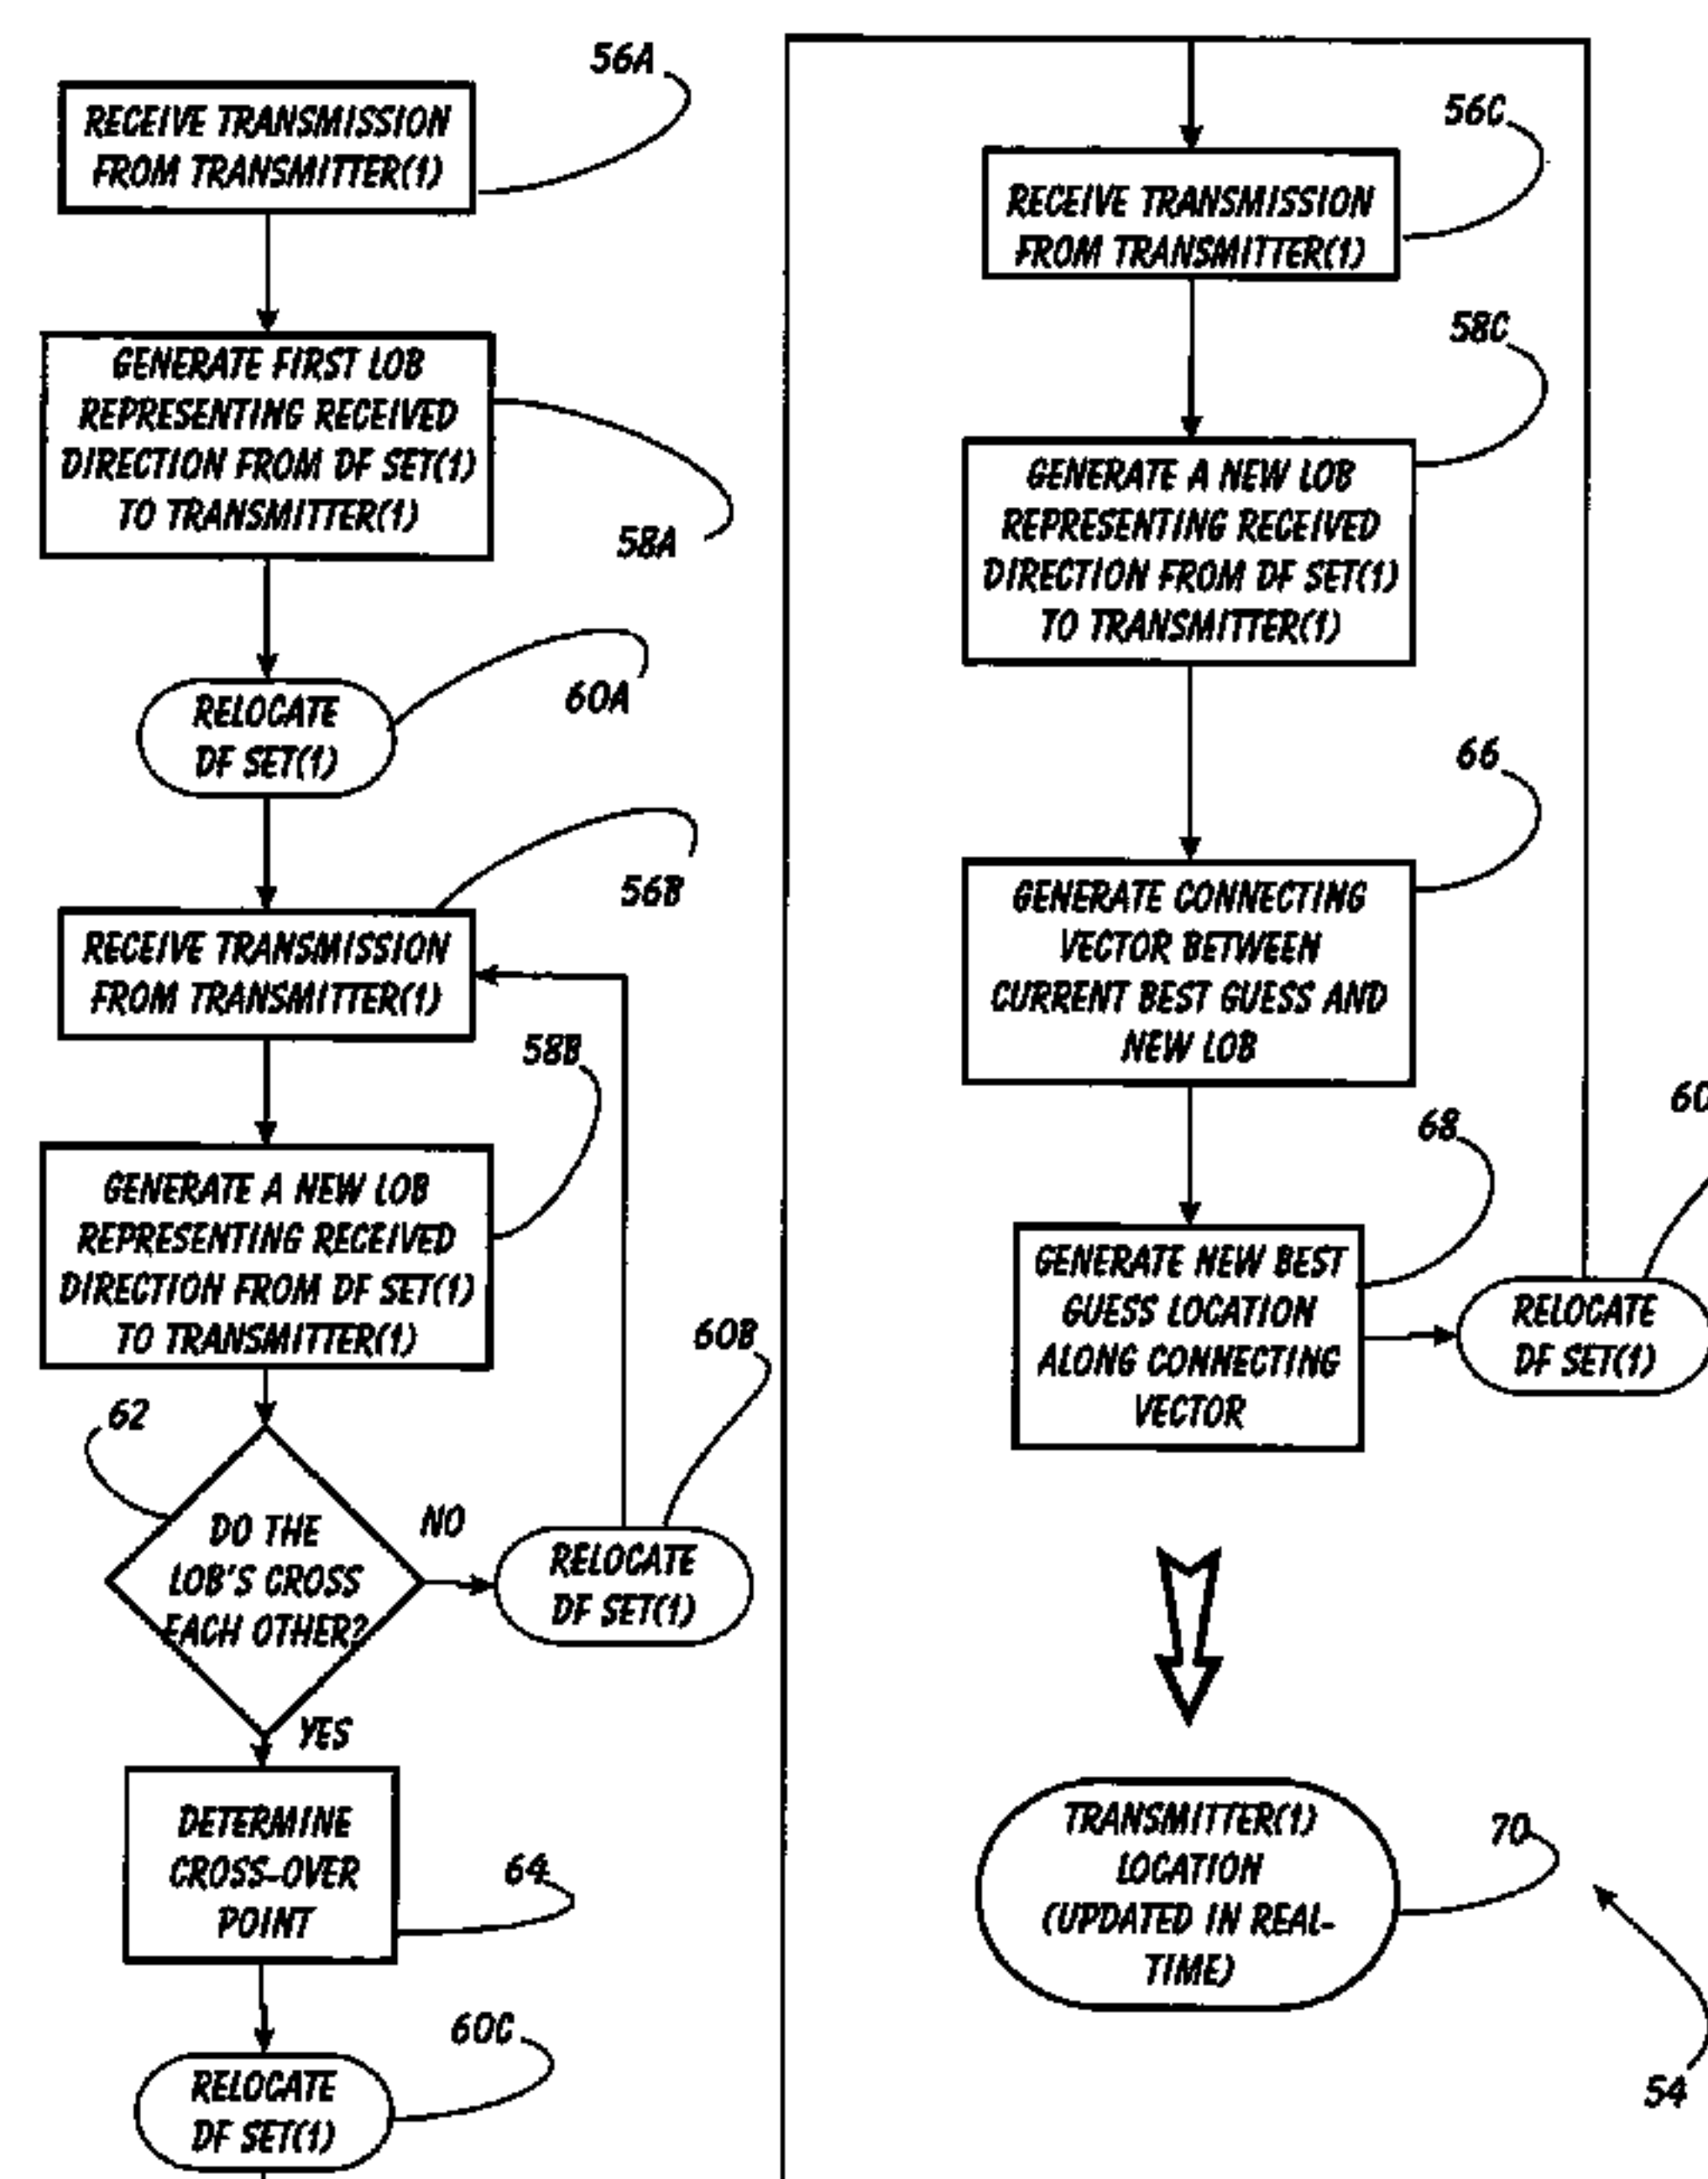 56A
RECEIVE TRANSMISSION
FROM TRANSMITTER(1)
GENERATE FIRST LOB
REPRESENTING RECEIVED
DIRECTION FROM DF SET(1)
TO TRANSMITTER(1)
58A
RELOCATE
DF SET(1)
60A
56B
RECEIVE TRANSMISSION
FROM TRANSMITTER(1)
58B
GENERATE A NEW LOB
REPRESENTING RECEIVED
DIRECTION FROM DF SET(1)
TO TRANSMITTER(1)
62
DO THE
LOB'S CROSS
EACH OTHER?
NO
60B
RELOCATE
DF SET(1)
YES
DETERMINE
CROSS-OVER
POINT
64
60C
RELOCATE
DF SET(1)
56C
RECEIVE TRANSMISSION
FROM TRANSMITTER(1)
58C
GENERATE A NEW LOB
REPRESENTING RECEIVED
DIRECTION FROM DF SET(1)
TO TRANSMITTER(1)
66
GENERATE CONNECTING
VECTOR BETWEEN
CURRENT BEST GUESS AND
NEW LOB
68
GENERATE NEW BEST
GUESS LOCATION
ALONG CONNECTING
VECTOR
RELOCATE
DF SET(1)
TRANSMITTER(1)
LOCATION
(UPDATED IN REAL-
TIME)
70
54